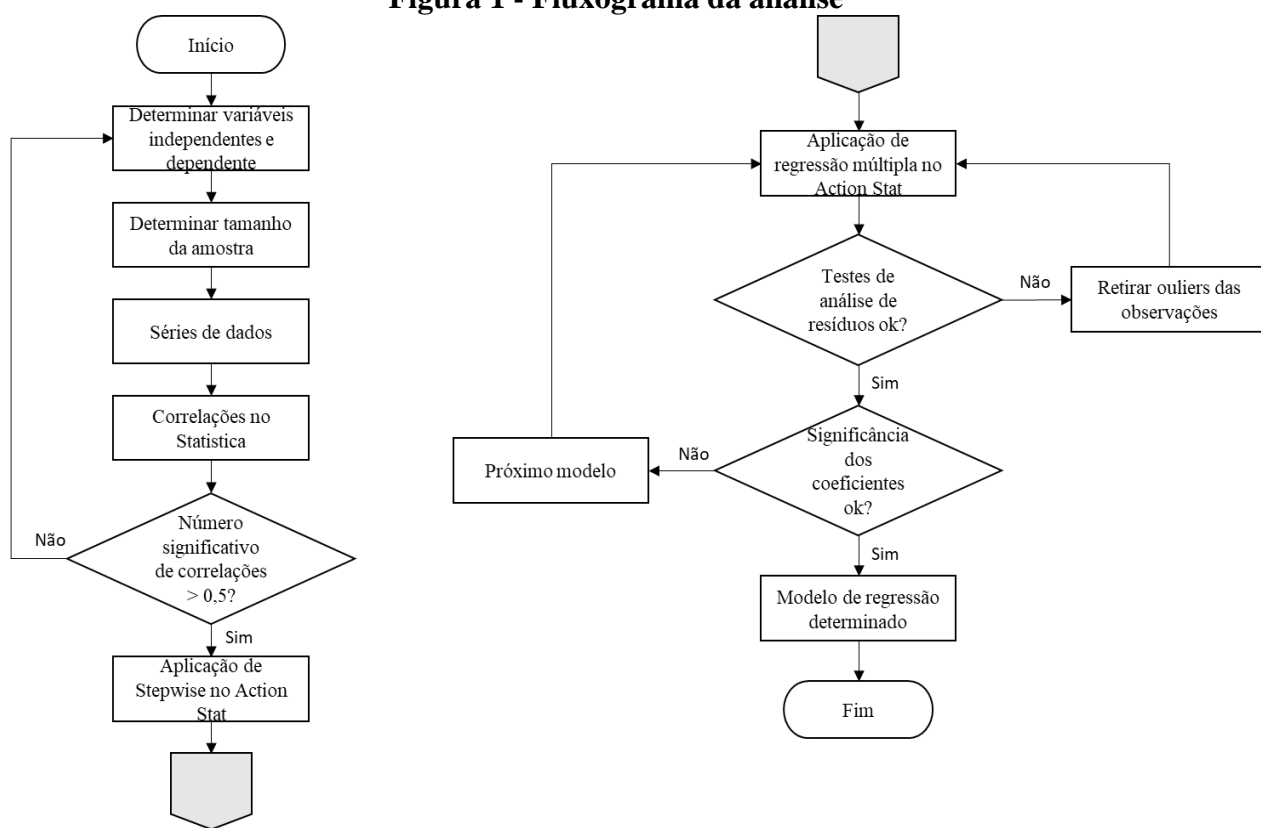 Figura 1 - Fluxograma da análise
Início
Determinar variáveis
independentes e
dependente
Determinar tamanho
da amostra
Séries de dados
Correlações no
Statistica
Número
significativo
de correlações
> 0,5?
Não
Sim
Aplicação de
Stepwise no Action
Stat
Aplicação de
regressão múltipla no
Action Stat
Testes de
análise de
resíduos ok?
Não
Retirar ouliers das
observações
Sim
Significância
dos
coeficientes
ok?
Não
Próximo modelo
Sim
Modelo de regressão
determinado
Fim